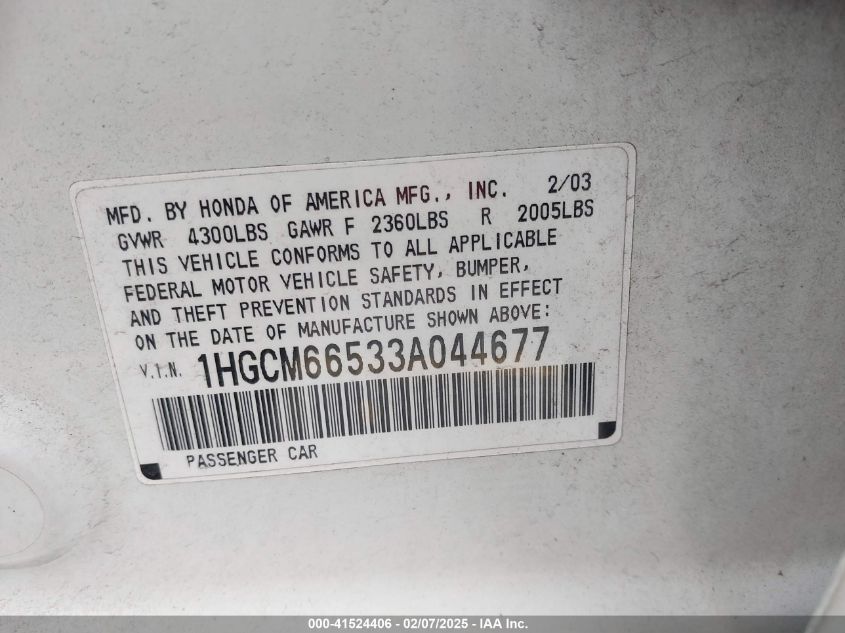 MFD. BY HONDA OF AMERICA MFG., INC. 2/03
GVWR 4300LBS GAWR F 2360LBS R 2005LBS
THIS VEHICLE CONFORMS TO ALL APPLICABLE
FEDERAL MOTOR VEHICLE SAFETY, BUMPER,
AND THEFT PREVENTION STANDARDS IN EFFECT
ON THE DATE OF MANUFACTURE SHOWN ABOVE:
V.I.N. 1HGCM66533A044677
PASSENGER CAR
000-41524406 - 02/07/2025 - IAA Inc.